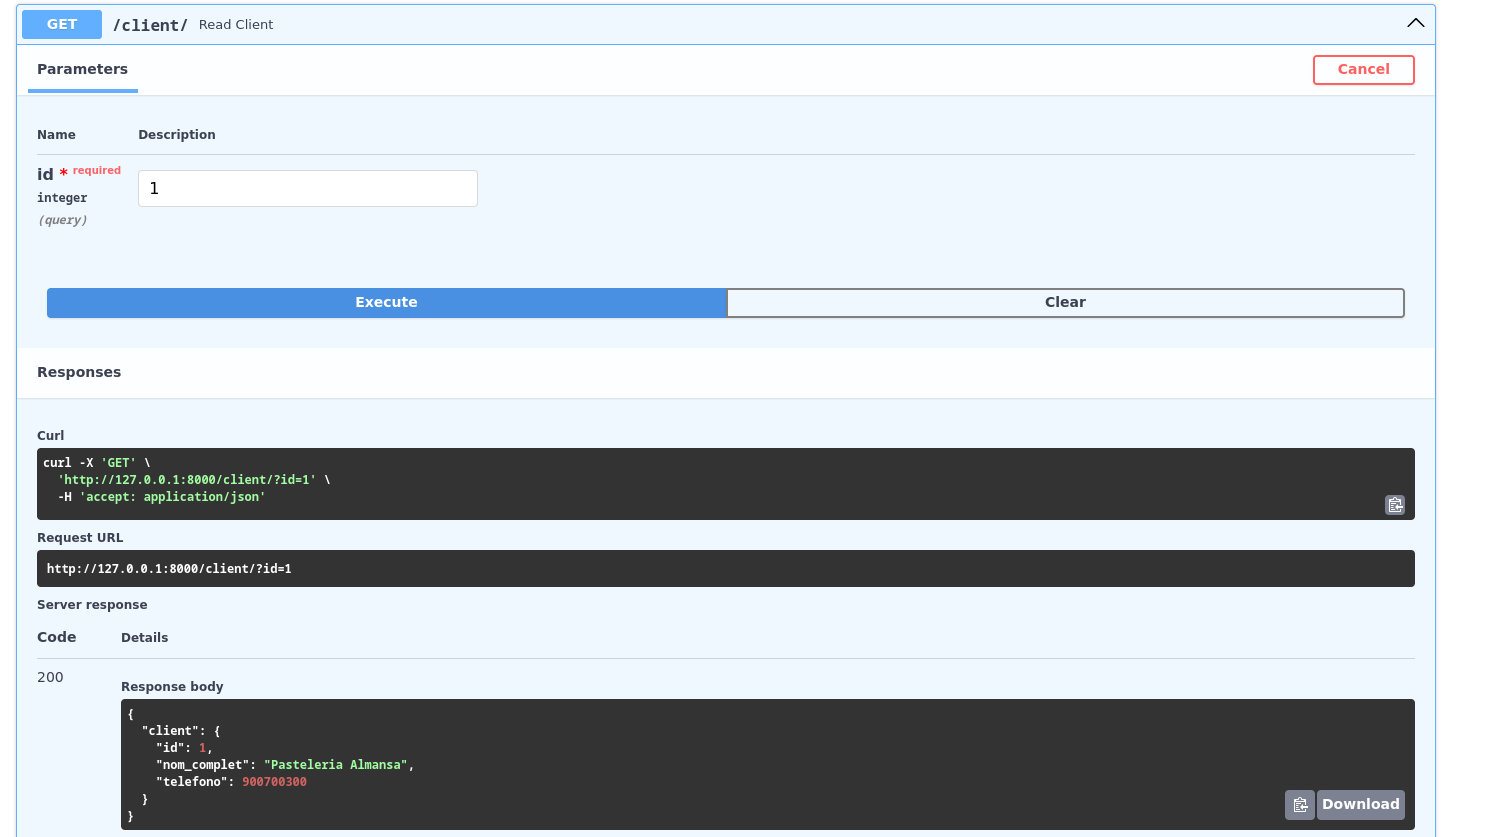 GET /client/ Read Client
Parameters Cancel
Name Description
id * required 1
integer
(query)
Execute Clear
Responses
Curl
curl -X 'GET' \
  'http://127.0.0.1:8000/client/?id=1' \
  -H 'accept: application/json'
Request URL
http://127.0.0.1:8000/client/?id=1
Server response
Code Details
200
Response body
{
  "client": {
    "id": 1,
    "nom_complet": "Pasteleria Almansa",
    "telefono": 900700300
  }
}
Download